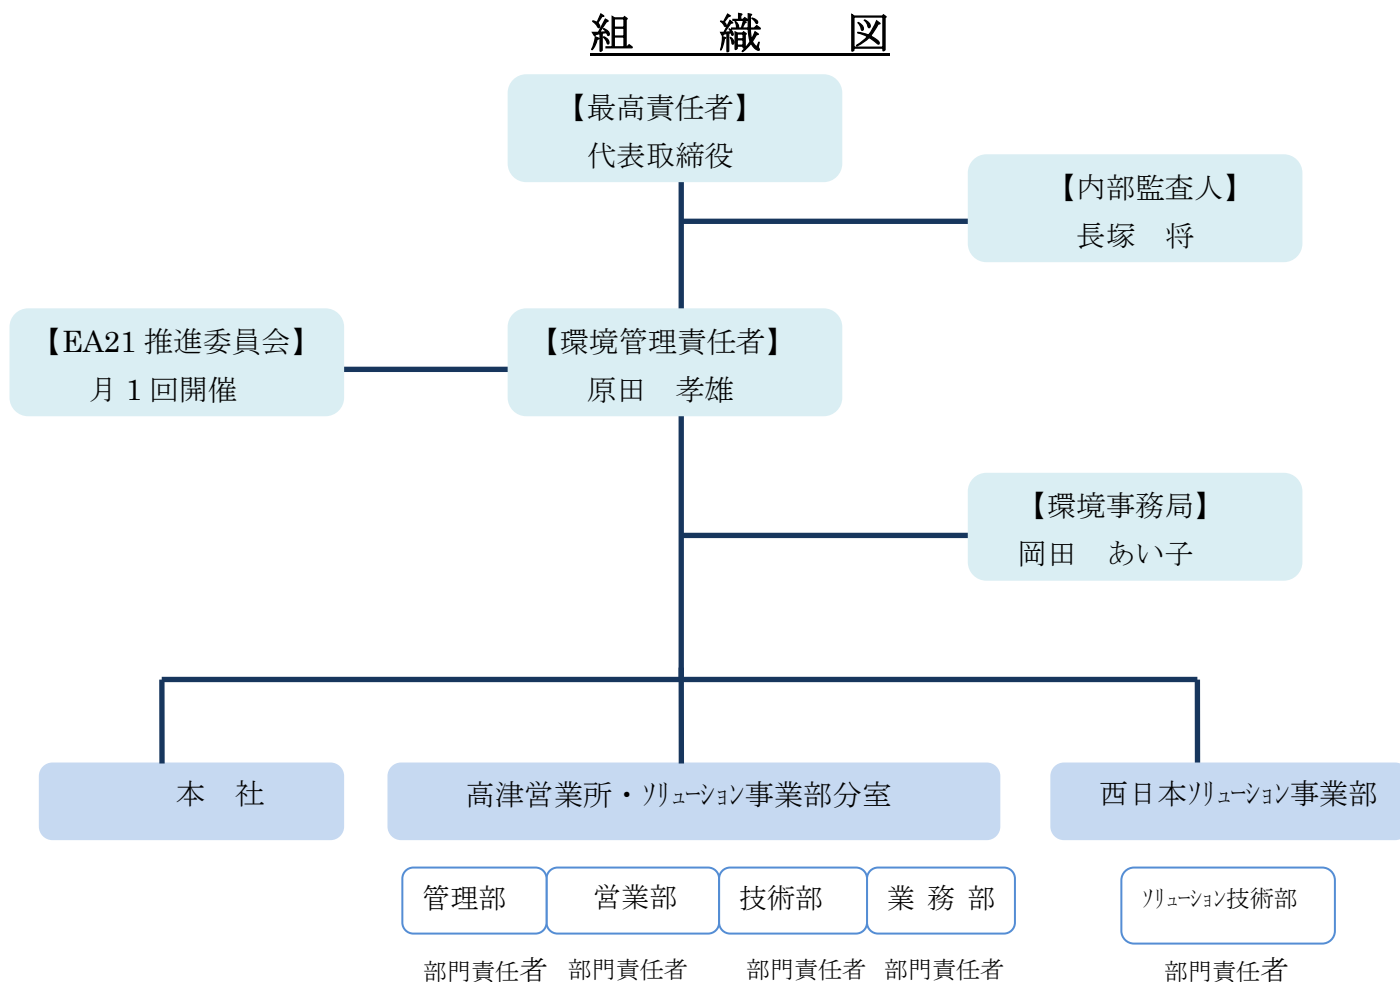 組　織　図
【最高責任者】
代表取締役
【内部監査人】
長塚　将
【EA21 推進委員会】
月 1 回開催
【環境管理責任者】
原田　孝雄
【環境事務局】
岡田　あい子
本　社
高津営業所・ｿﾘｭｰｼｮﾝ事業部分室
西日本ｿﾘｭｰｼｮﾝ事業部
管理部
営業部
技術部
業 務 部
ｿﾘｭｰｼｮﾝ技術部
部門責任者
部門責任者
部門責任者
部門責任者
部門責任者